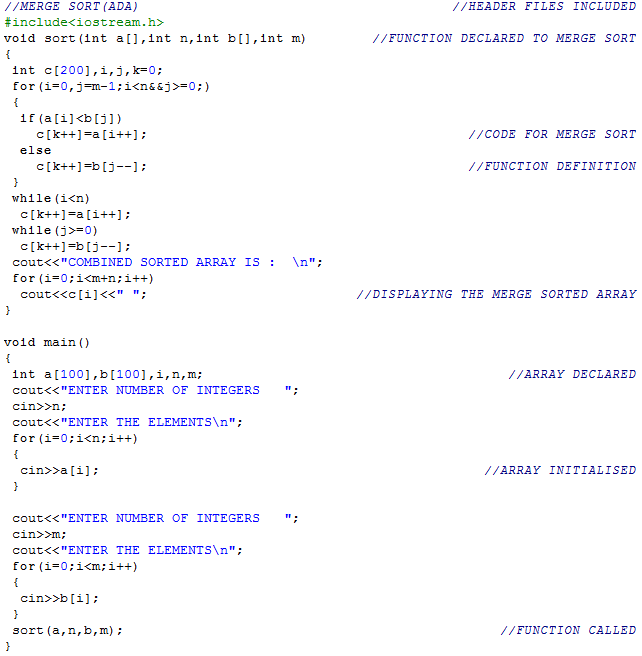 //MERGE SORT(ADA) //HEADER FILES INCLUDED
#include<iostream.h>
void sort(int a[],int n,int b[],int m) //FUNCTION DECLARED TO MERGE SORT
{
int c[200],i,j,k=0;
for(i=0,j=m-1;i<n&&j>=0;)
{
if(a[i]<b[j])
c[k++]=a[i++]; //CODE FOR MERGE SORT
else
c[k++]=b[j--]; //FUNCTION DEFINITION
}
while(i<n)
c[k++]=a[i++];
while(j>=0)
c[k++]=b[j--];
cout<<"COMBINED SORTED ARRAY IS :  \n";
for(i=0;i<m+n;i++)
cout<<c[i]<<" "; //DISPLAYING THE MERGE SORTED ARRAY
}
void main()
{
int a[100],b[100],i,n,m; //ARRAY DECLARED
cout<<"ENTER NUMBER OF INTEGERS   ";
cin>>n;
cout<<"ENTER THE ELEMENTS\n";
for(i=0;i<n;i++)
{
cin>>a[i]; //ARRAY INITIALISED
}
cout<<"ENTER NUMBER OF INTEGERS   ";
cin>>m;
cout<<"ENTER THE ELEMENTS\n";
for(i=0;i<m;i++)
{
cin>>b[i];
}
sort(a,n,b,m); //FUNCTION CALLED
}